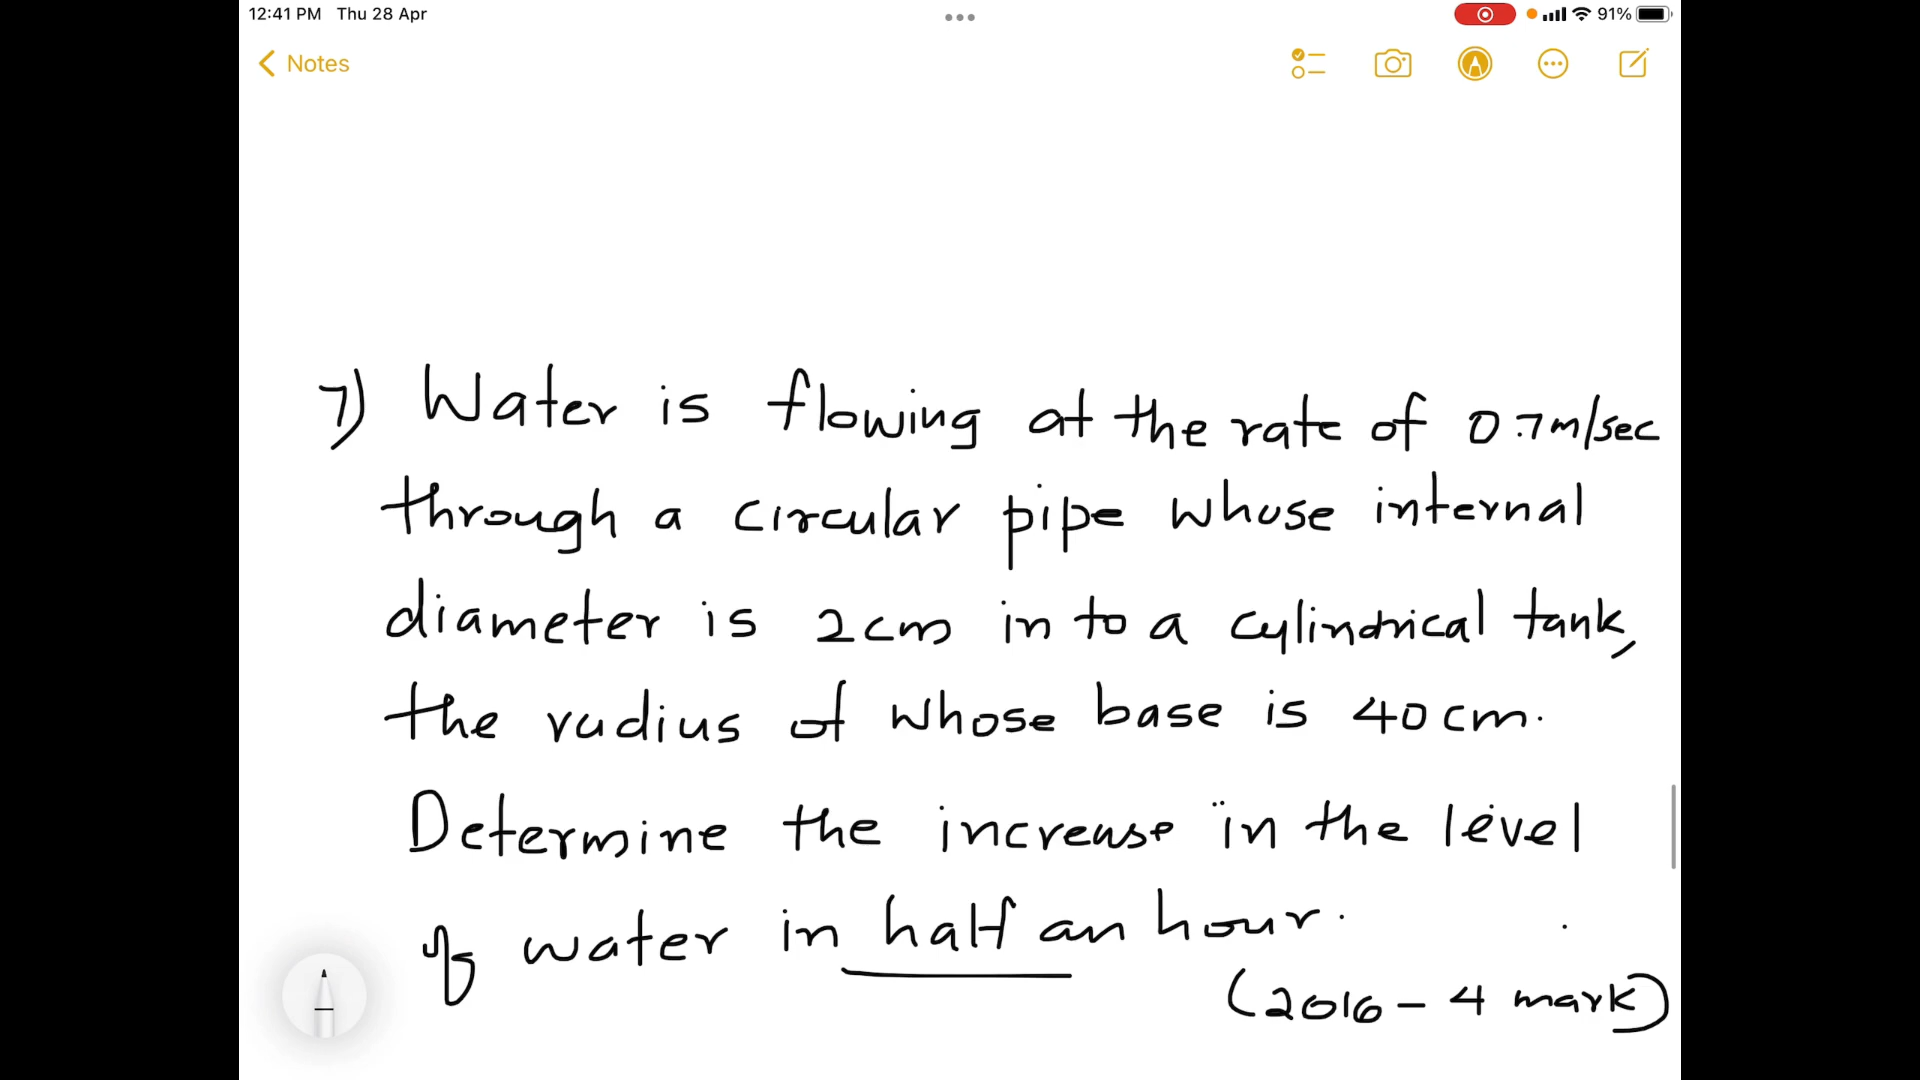 12:41 PM Thu 28 Apr
91%
Notes
7) Water is flowing at the rate of 0.7m/sec
through a circular pipe whose internal
diameter is 2cm in to a cylindrical tank,
the radius of whose base is 40cm.
Determine the increase in the level
of water in half an hour.
(2016 - 4 mark)